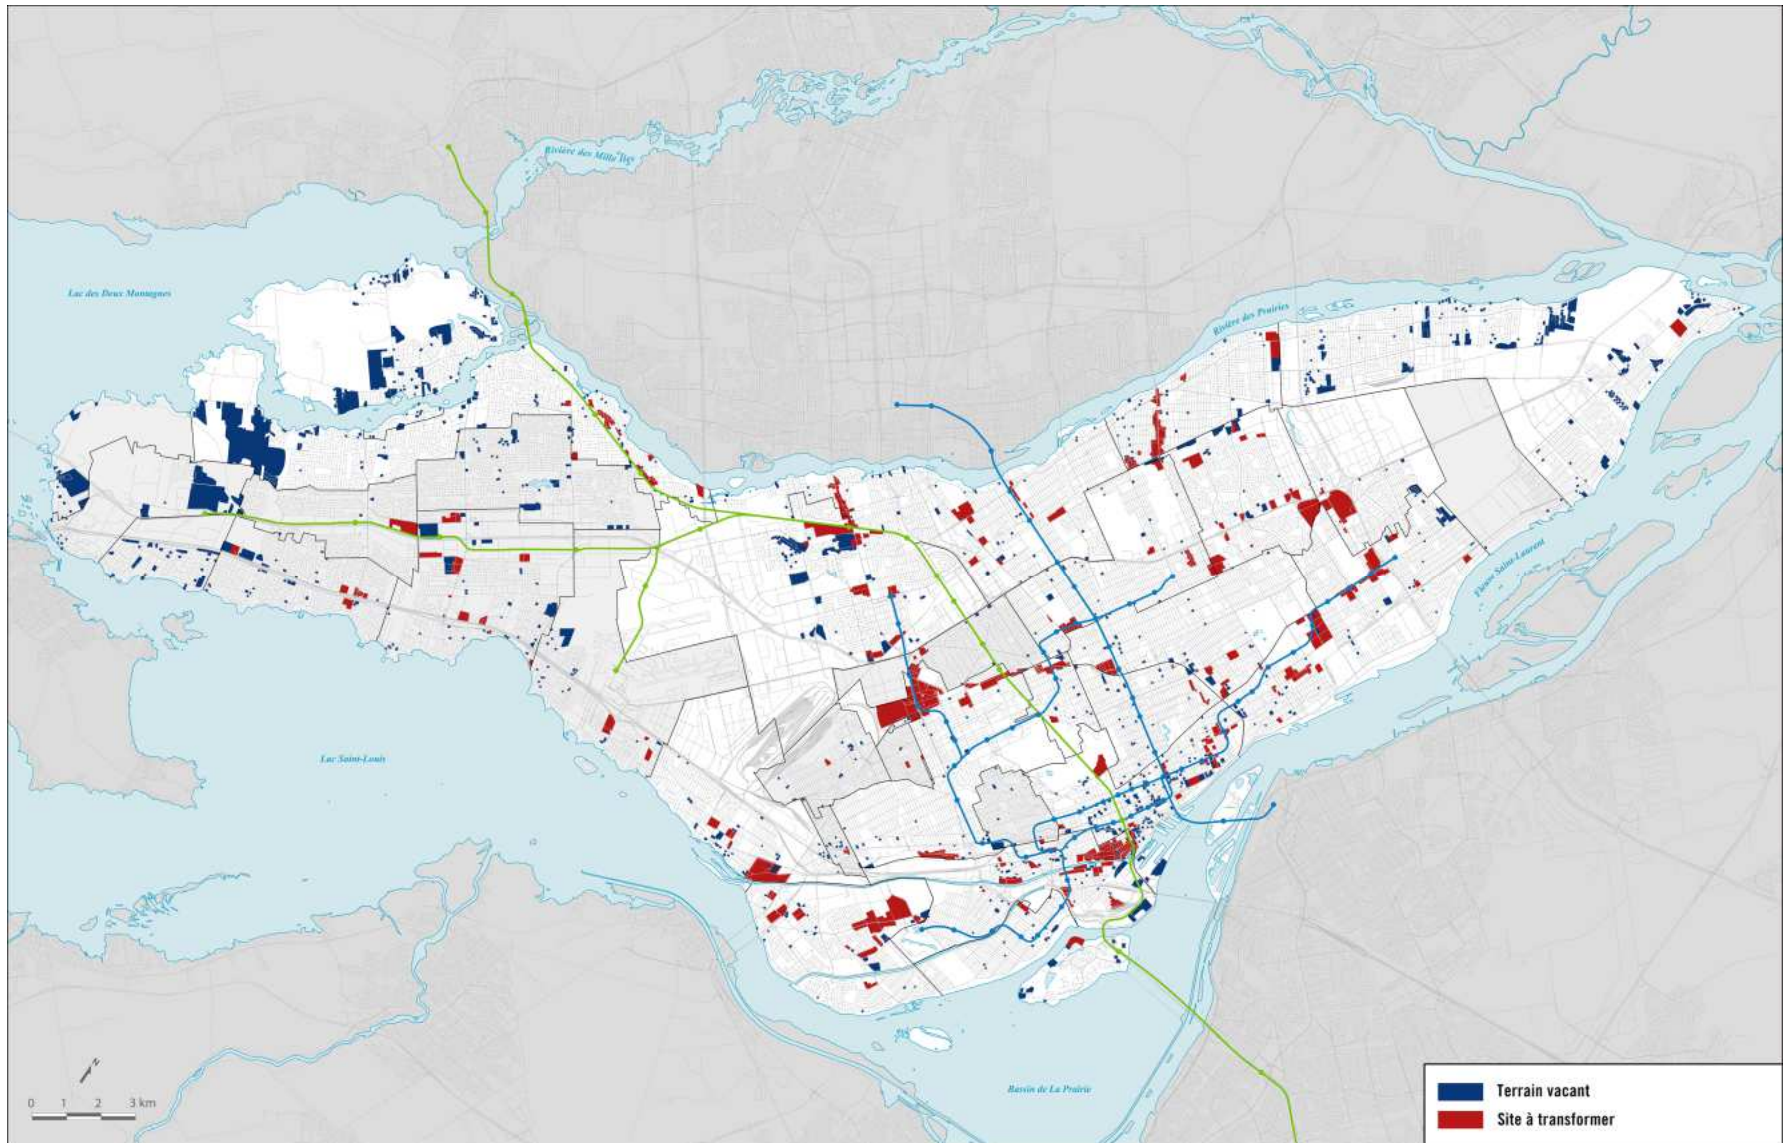 Rivière des Mille Îles
Lac des Deux Montagnes
Rivière des Prairies
Fleuve Saint-Laurent
Lac Saint-Louis
Bassin de La Prairie
N
0 1 2 3 km
Terrain vacant
Site à transformer